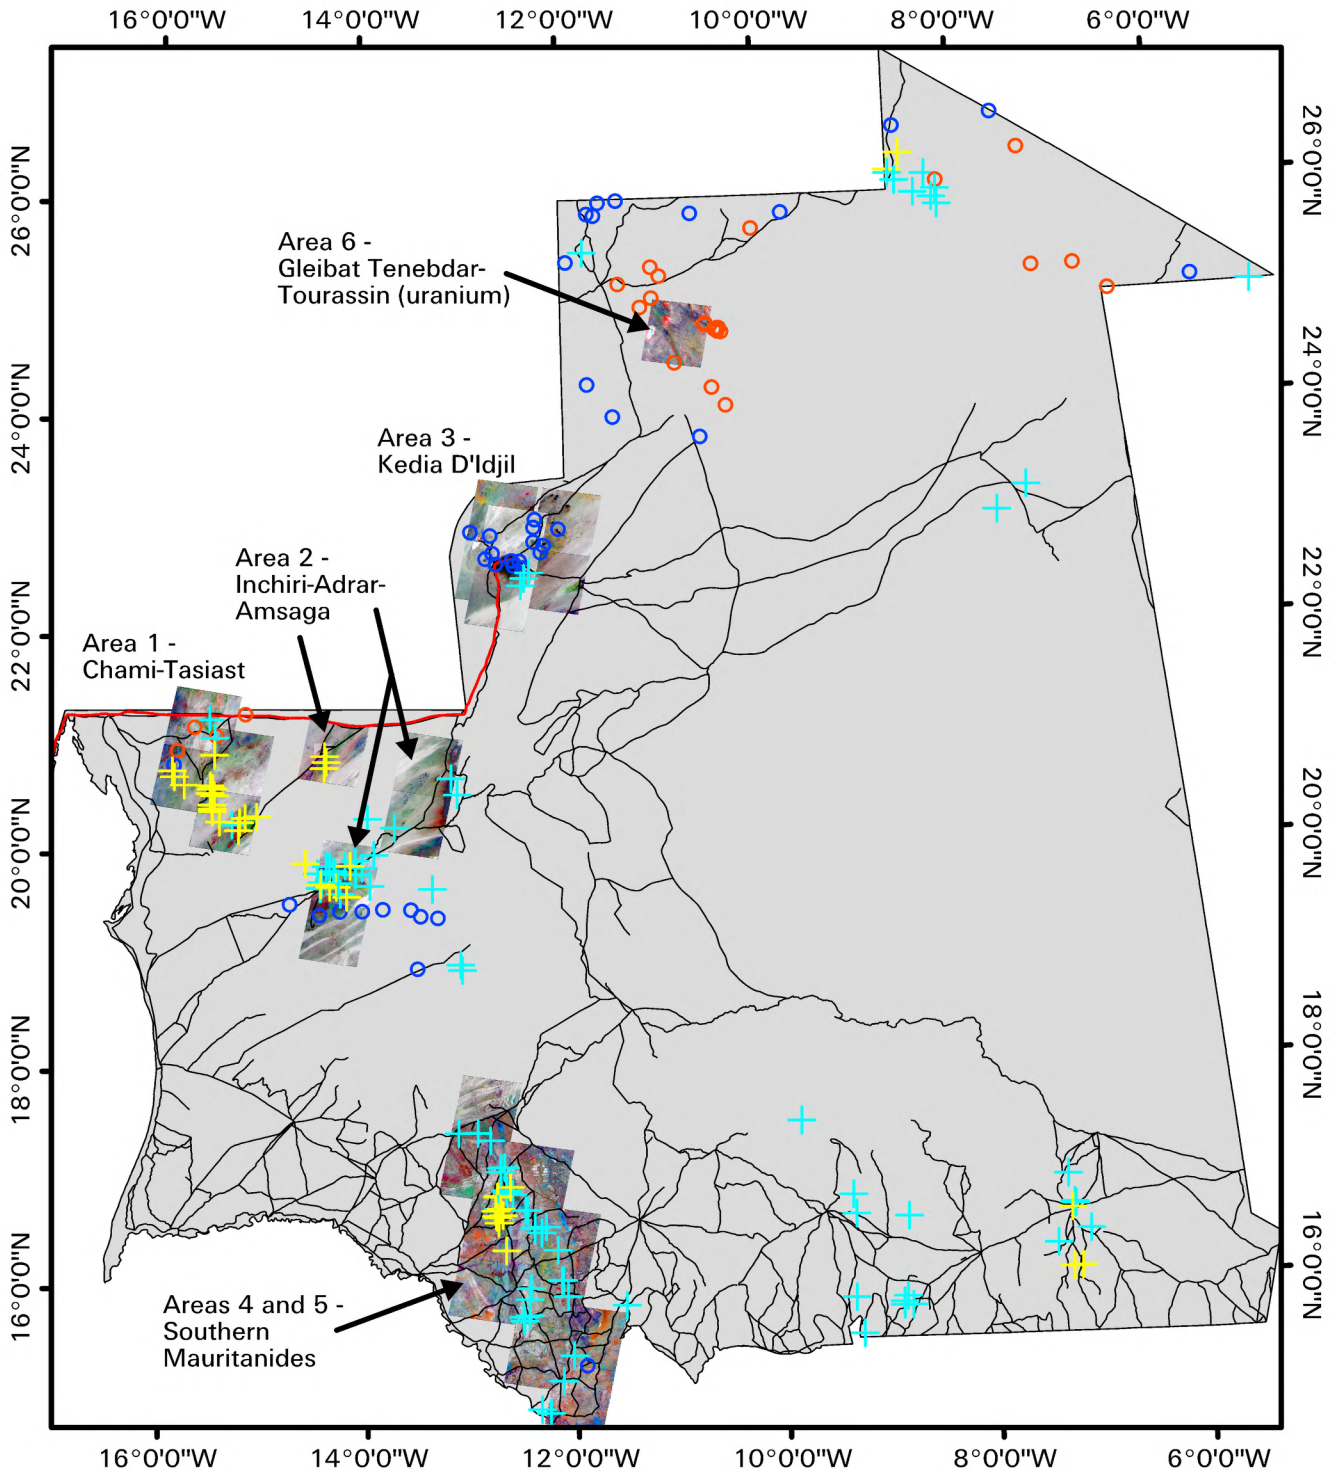 16°0'0"W
14°0'0"W
12°0'0"W
10°0'0"W
8°0'0"W
6°0'0"W
26°0'0"N
26°0'0"N
Area 6 -
Gleibat Tenebdar-
Tourassin (uranium)
24°0'0"N
24°0'0"N
Area 3 -
Kedia D'Idjil
Area 2 -
Inchiri-Adrar-
Amsaga
22°0'0"N
22°0'0"N
Area 1 -
Chami-Tasiast
20°0'0"N
20°0'0"N
18°0'0"N
18°0'0"N
16°0'0"N
16°0'0"N
Areas 4 and 5 -
Southern
Mauritanides
16°0'0"W
14°0'0"W
12°0'0"W
10°0'0"W
8°0'0"W
6°0'0"W